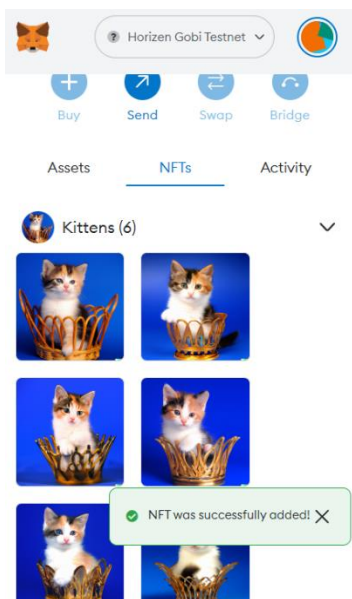 Horizen Gobi Testnet
Buy Send Swap Bridge
Assets NFTs Activity
Kittens (6)
NFT was successfully added!